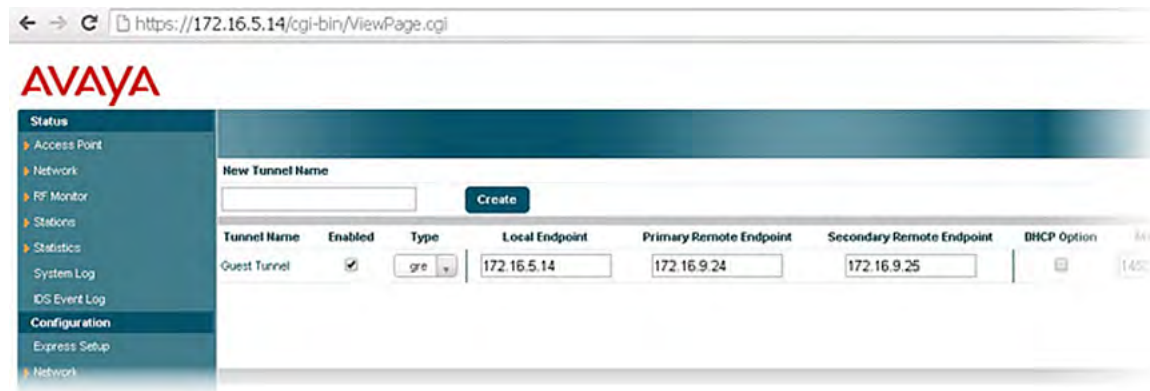 https://172.16.5.14/cgi-bin/ViewPage.cgi
AVAYA
Status
Access Point
Network
RF Monitor
Stations
Statistics
System Log
IDS Event Log
Configuration
Express Setup
Network
New Tunnel Name
Create
Tunnel Name Enabled Type Local Endpoint Primary Remote Endpoint Secondary Remote Endpoint DHCP Option
Guest Tunnel gre 172.16.5.14 172.16.9.24 172.16.9.25